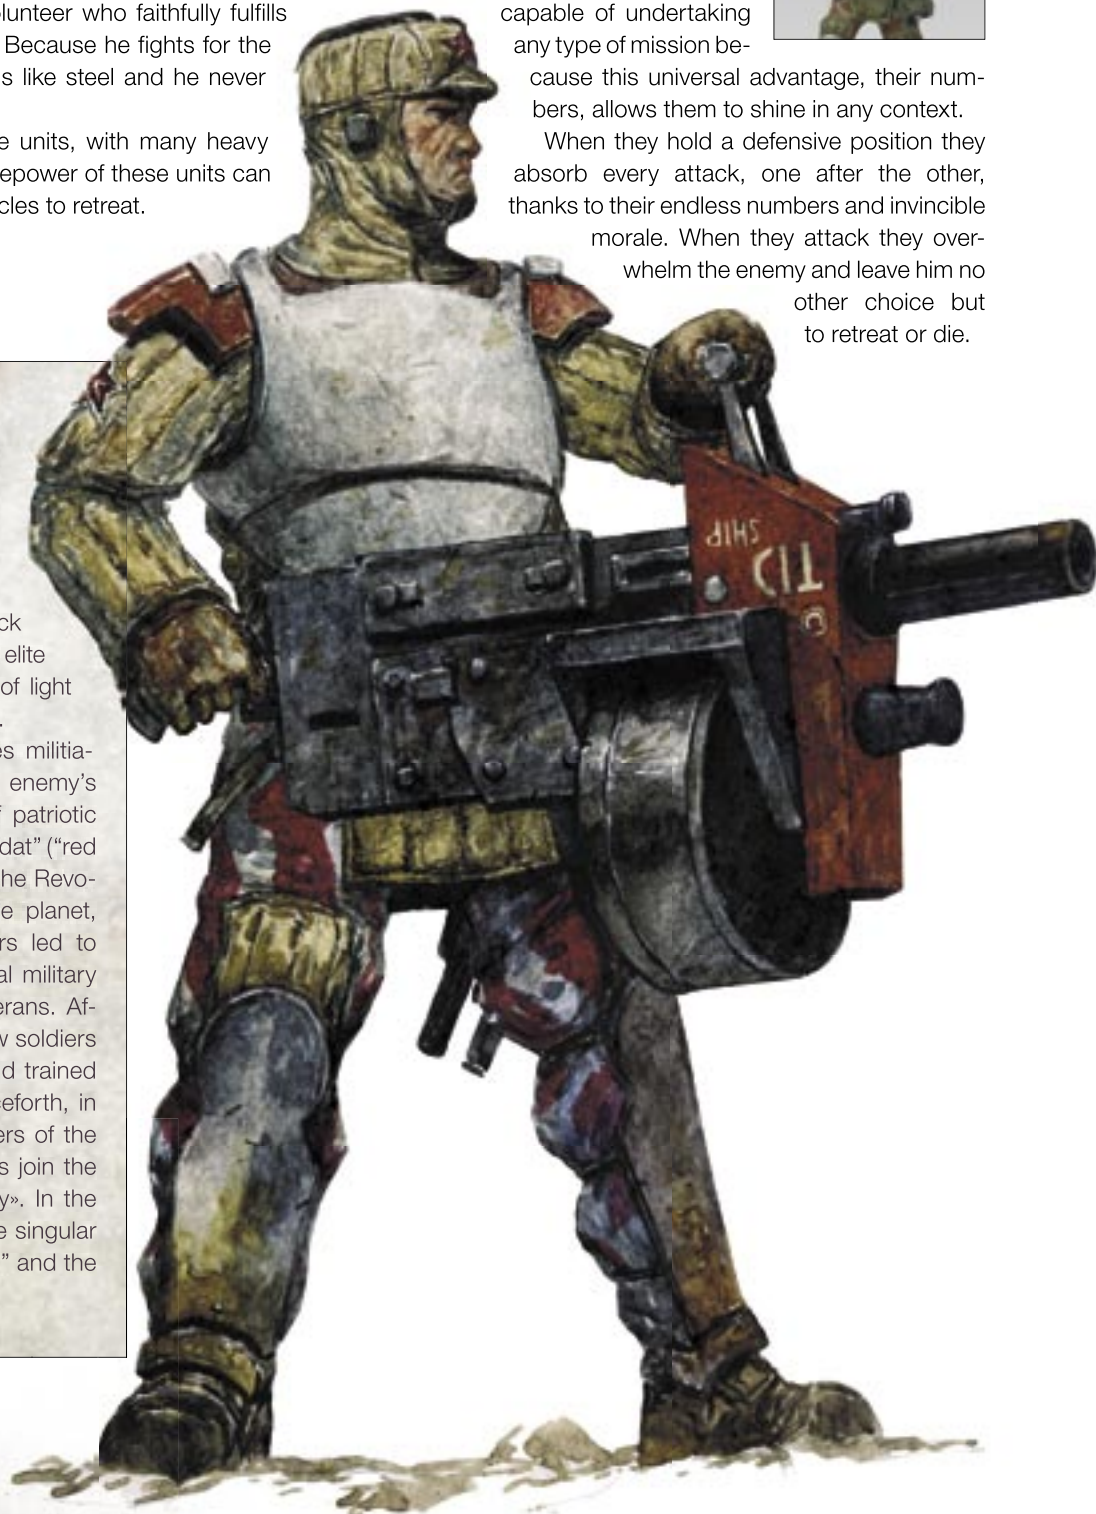 olunteer who faithfully fulfills
Because he fights for the
s like steel and he never
e units, with many heavy
epower of these units can
cles to retreat.
capable of undertaking
any type of mission be-
cause this universal advantage, their num-
bers, allows them to shine in any context.
When they hold a defensive position they
absorb every attack, one after the other,
thanks to their endless numbers and invincible
morale. When they attack they over-
whelm the enemy and leave him no
other choice but
to retreat or die.
ck
elite
of light
.
es militia-
enemy's
f patriotic
dat” (“red
he Revo-
e planet,
rs led to
al military
erans. Af-
w soldiers
d trained
ceforth, in
ers of the
s join the
y». In the
e singular
” and the